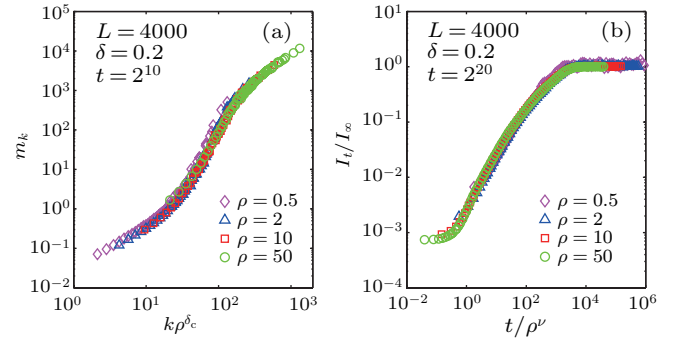 (a)
L = 4000
δ = 0.2
t = 2^10
10^5
10^4
10^3
10^2
10^1
10^0
10^-1
10^-2
m_k
ρ = 0.5
ρ = 2
ρ = 10
ρ = 50
10^0 10^1 10^2 10^3
kρ^δ_c
(b)
L = 4000
δ = 0.2
t = 2^20
10^1
10^0
10^-1
10^-2
10^-3
10^-4
I_t/I_∞
ρ = 0.5
ρ = 2
ρ = 10
ρ = 50
10^-2 10^0 10^2 10^4 10^6
t/ρ^ν